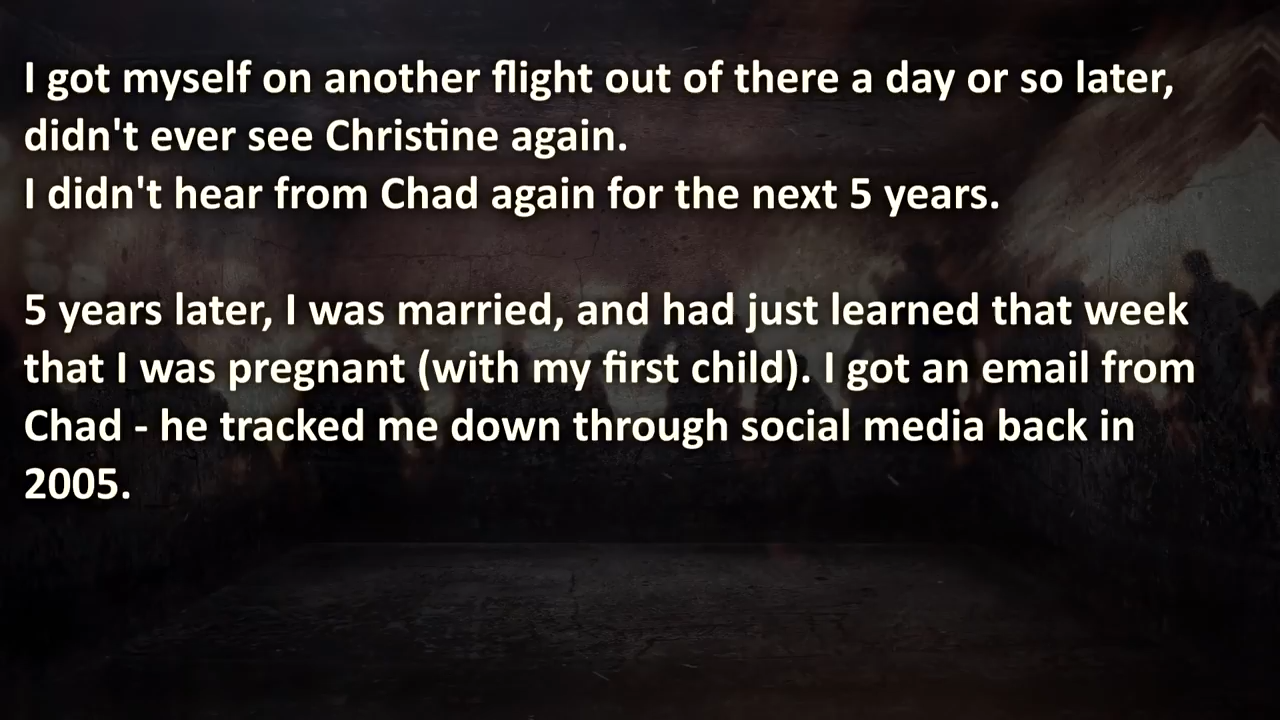 I got myself on another flight out of there a day or so later,
didn't ever see Christine again.
I didn't hear from Chad again for the next 5 years.
5 years later, I was married, and had just learned that week
that I was pregnant (with my first child). I got an email from
Chad - he tracked me down through social media back in
2005.